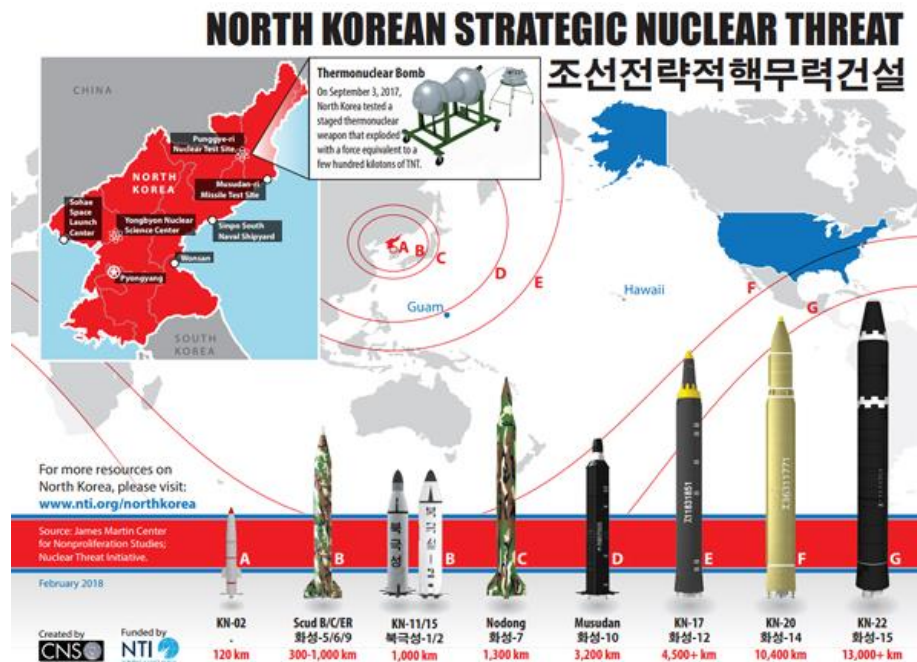 NORTH KOREAN STRATEGIC NUCLEAR THREAT
조선전략적핵무력건설
CHINA
Punggye-ri
Nuclear Test Site
NORTH
KOREA
Musudan-ri
Missile Test Site
Sohae
Space
Launch
Center
Yongbyon Nuclear
Science Center
Sinpo South
Naval Shipyard
Wonsan
Pyongyang
SOUTH
KOREA
Thermonuclear Bomb
On September 3, 2017,
North Korea tested a
staged thermonuclear
weapon that exploded
with a force equivalent to a
few hundred kilotons of TNT.
A
B
C
D
E
F
G
Guam
Hawaii
For more resources on
North Korea, please visit:
www.nti.org/northkorea
Source: James Martin Center
for Nonproliferation Studies;
Nuclear Threat Initiative.
February 2018
Created by
CNS
Funded by
NTI
북극성
북극성-2
Z11831851
Z36311771
A
B
B
C
D
E
F
G
KN-02
-
120 km
Scud B/C/ER
화성-5/6/9
300-1,000 km
KN-11/15
북극성-1/2
1,000 km
Nodong
화성-7
1,300 km
Musudan
화성-10
3,200 km
KN-17
화성-12
4,500+ km
KN-20
화성-14
10,400 km
KN-22
화성-15
13,000+ km